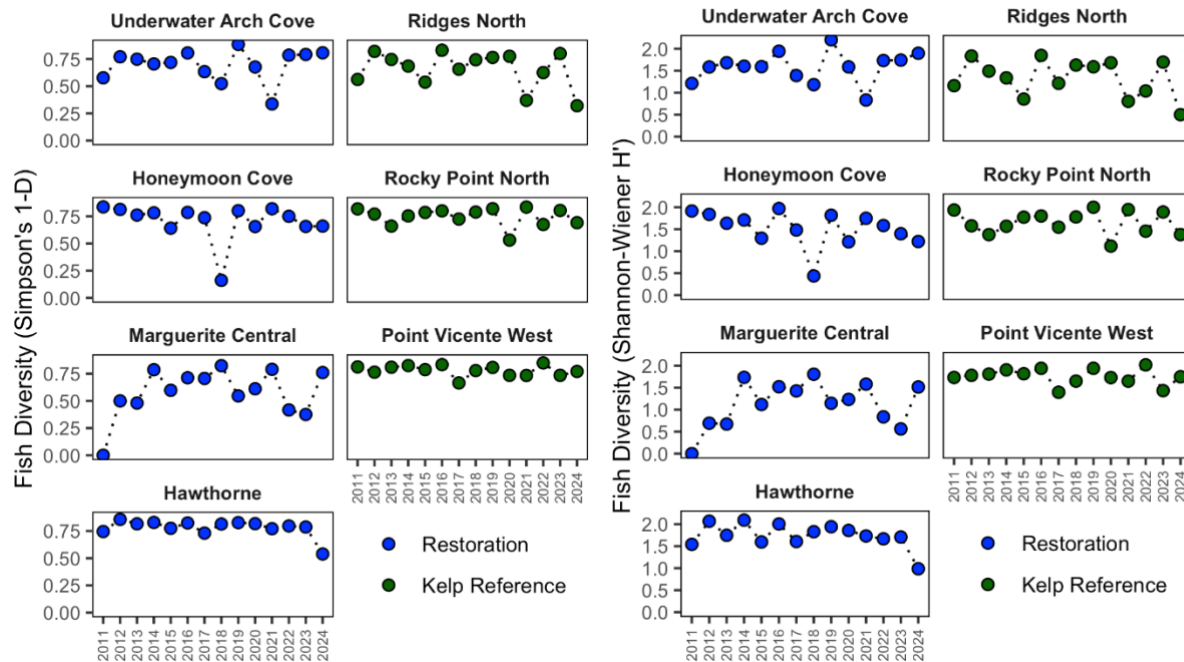 Underwater Arch Cove
Ridges North
0.75
0.50
0.25
0.00
Honeymoon Cove
Rocky Point North
0.75
0.50
0.25
0.00
Marguerite Central
Point Vicente West
0.75
0.50
0.25
0.00
2011 2012 2013 2014 2015 2016 2017 2018 2019 2020 2021 2022 2023 2024
Hawthorne
0.75
0.50
0.25
0.00
2011 2012 2013 2014 2015 2016 2017 2018 2019 2020 2021 2022 2023 2024
Fish Diversity (Simpson's 1-D)
Restoration
Kelp Reference
Underwater Arch Cove
Ridges North
2.0
1.5
1.0
0.5
0.0
Honeymoon Cove
Rocky Point North
2.0
1.5
1.0
0.5
0.0
Marguerite Central
Point Vicente West
2.0
1.5
1.0
0.5
0.0
2011 2012 2013 2014 2015 2016 2017 2018 2019 2020 2021 2022 2023 2024
Hawthorne
2.0
1.5
1.0
0.5
0.0
2011 2012 2013 2014 2015 2016 2017 2018 2019 2020 2021 2022 2023 2024
Fish Diversity (Shannon-Wiener H')
Restoration
Kelp Reference